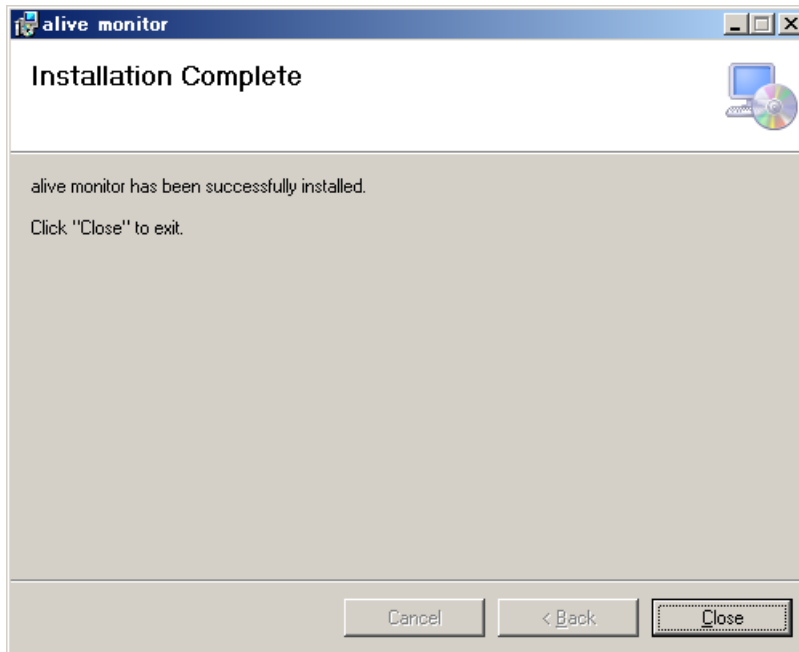 alive monitor
Installation Complete
alive monitor has been successfully installed.
Click "Close" to exit.
Cancel
< Back
Close